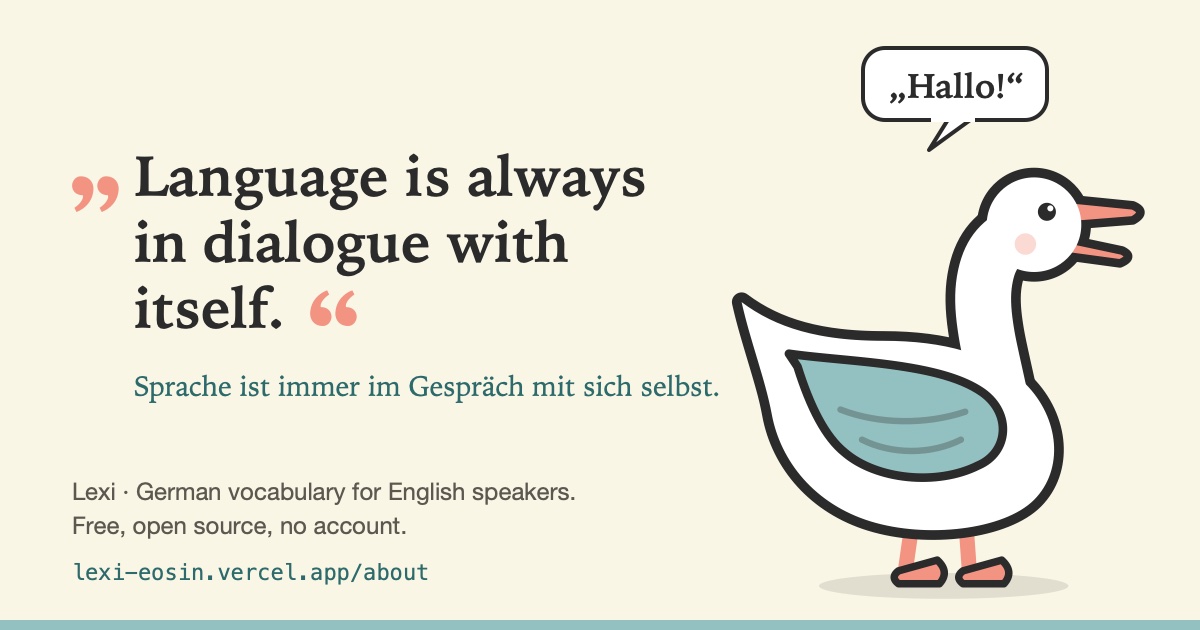 „Hallo!“
” Language is always
in dialogue with
itself. “
Sprache ist immer im Gespräch mit sich selbst.
Lexi · German vocabulary for English speakers.
Free, open source, no account.
lexi-eosin.vercel.app/about